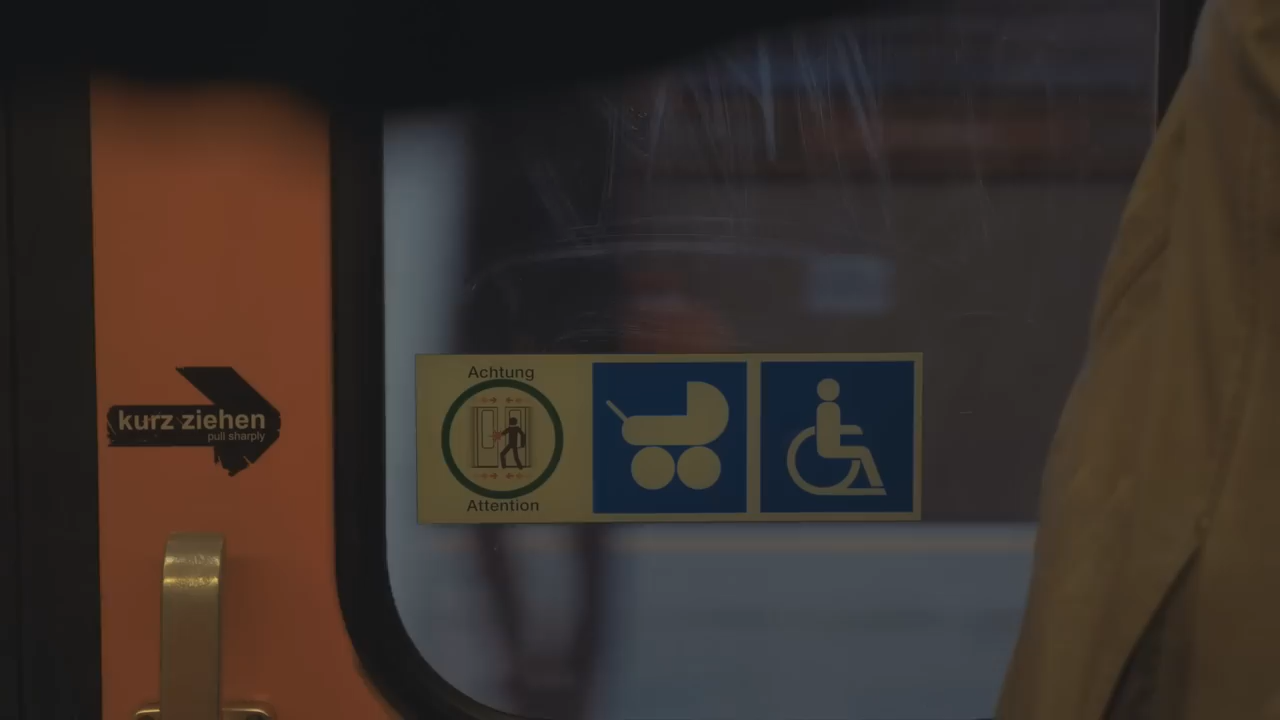 Achtung
kurz ziehen
pull sharply
Attention